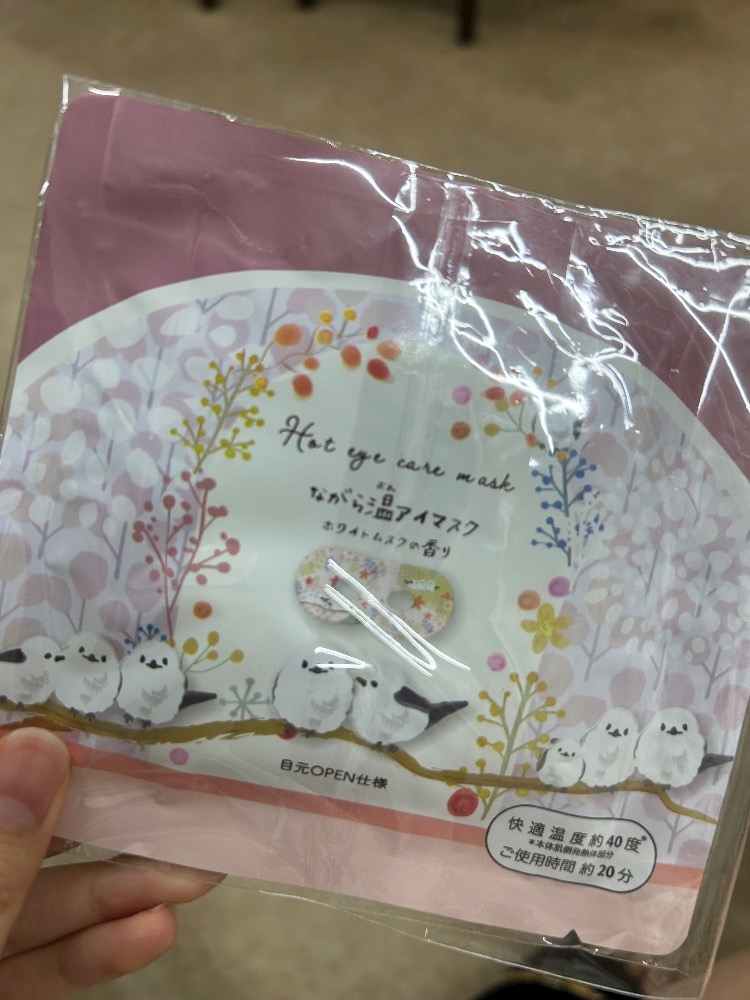 Hot eye care mask
おん
ながら温アイマスク
ホワイトムスクの香り
目元OPEN仕様
快適温度約40度*
*本体肌側発熱体部分
ご使用時間 約20分